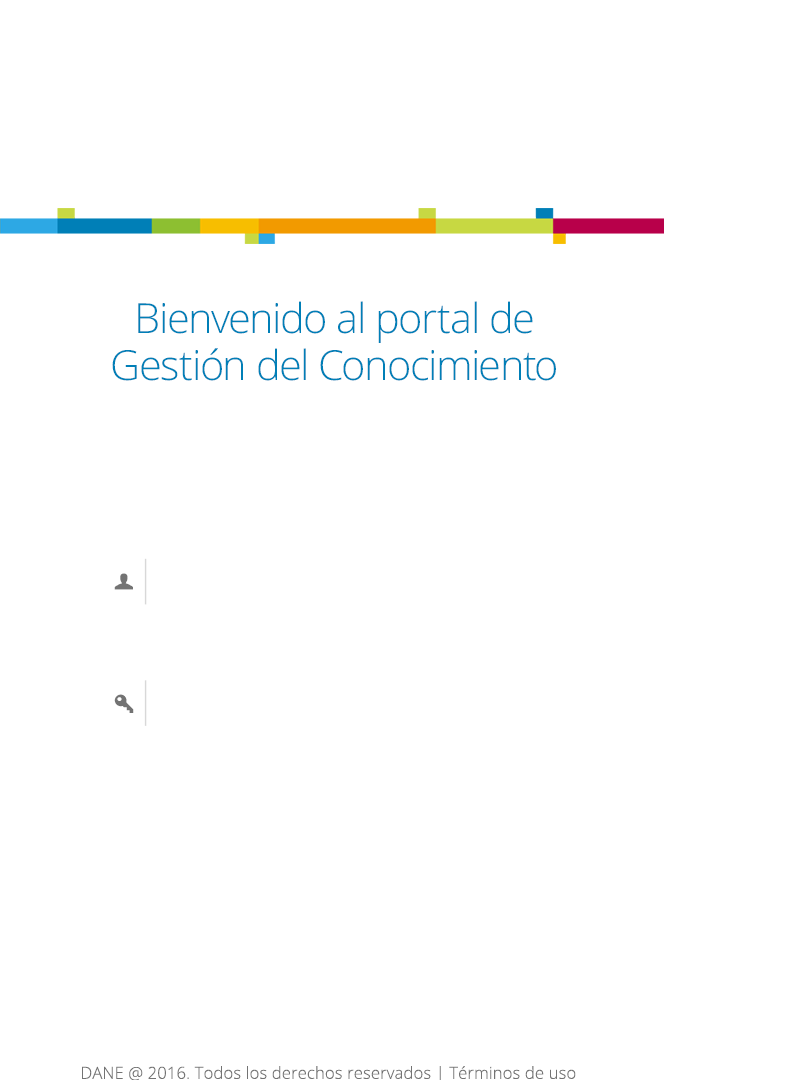 Bienvenido al portal de
Gestión del Conocimiento
DANE @ 2016. Todos los derechos reservados | Términos de uso